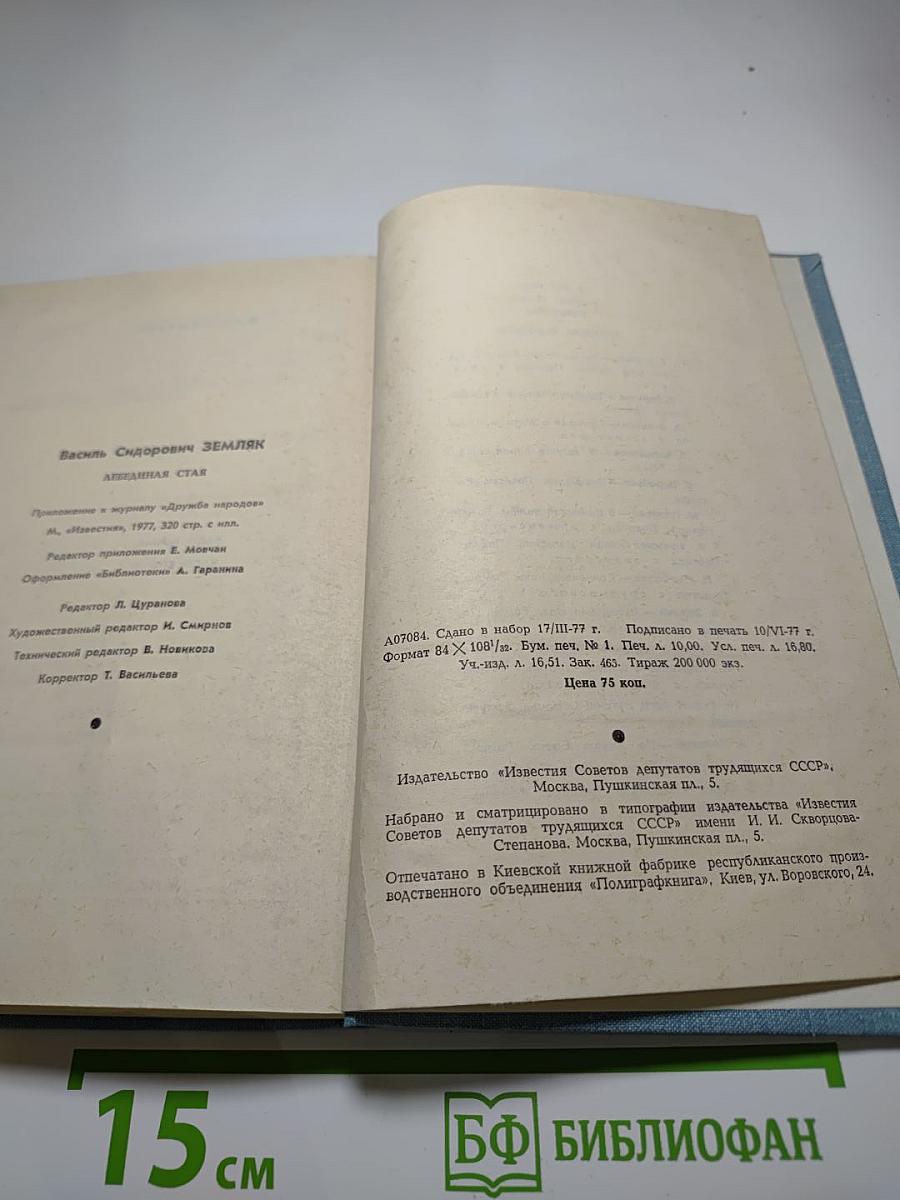 Василь Сидорович ЗЕМЛЯК
ЛЕБЕДИНАЯ СТАЯ
Приложение к журналу «Дружба народов»
М., «Известия», 1977, 320 стр. с илл.
Редактор приложения Е. Мовчан
Оформление «Библиотеки» А. Гаранина
Редактор Л. Цуранова
Художественный редактор И. Смирнов
Технический редактор В. Новикова
Корректор Т. Васильева
А07084. Сдано в набор 17/III-77 г. Подписано в печать 10/VI-77 г.
Формат 84 × 108¹/₃₂. Бум. печ. № 1. Печ. л. 10,00. Усл. печ. л. 16,80.
Уч.-изд. л. 16,51. Зак. 463. Тираж 200 000 экз.
Цена 75 коп.
Издательство «Известия Советов депутатов трудящихся СССР»,
Москва, Пушкинская пл., 5.
Набрано и сматрицировано в типографии издательства «Известия
Советов депутатов трудящихся СССР» имени И. И. Скворцова-
Степанова. Москва, Пушкинская пл., 5.
Отпечатано в Киевской книжной фабрике республиканского произ-
водственного объединения «Полиграфкнига», Киев, ул. Воровского, 24.
15 см
БФ БИБЛИОФАН